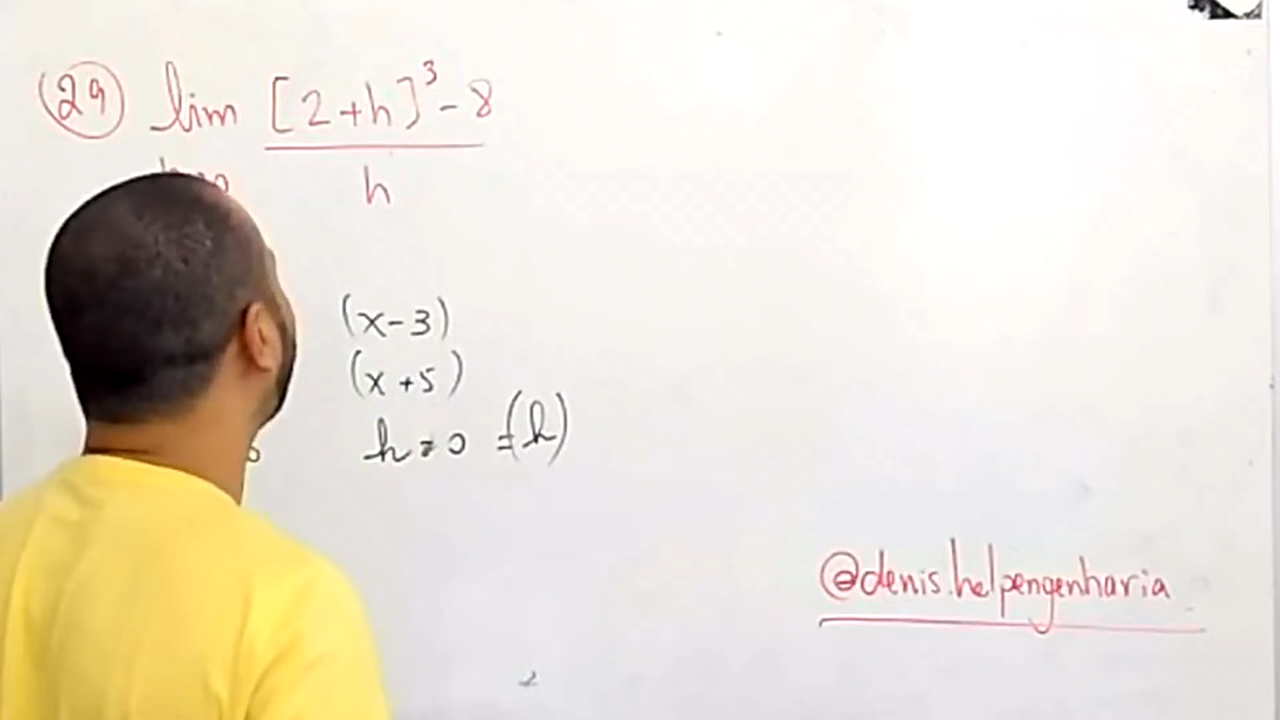 29 lim [2+h]³-8
h
(x-3)
(x+5)
h→0 =(h)
@denis.helpengenharia